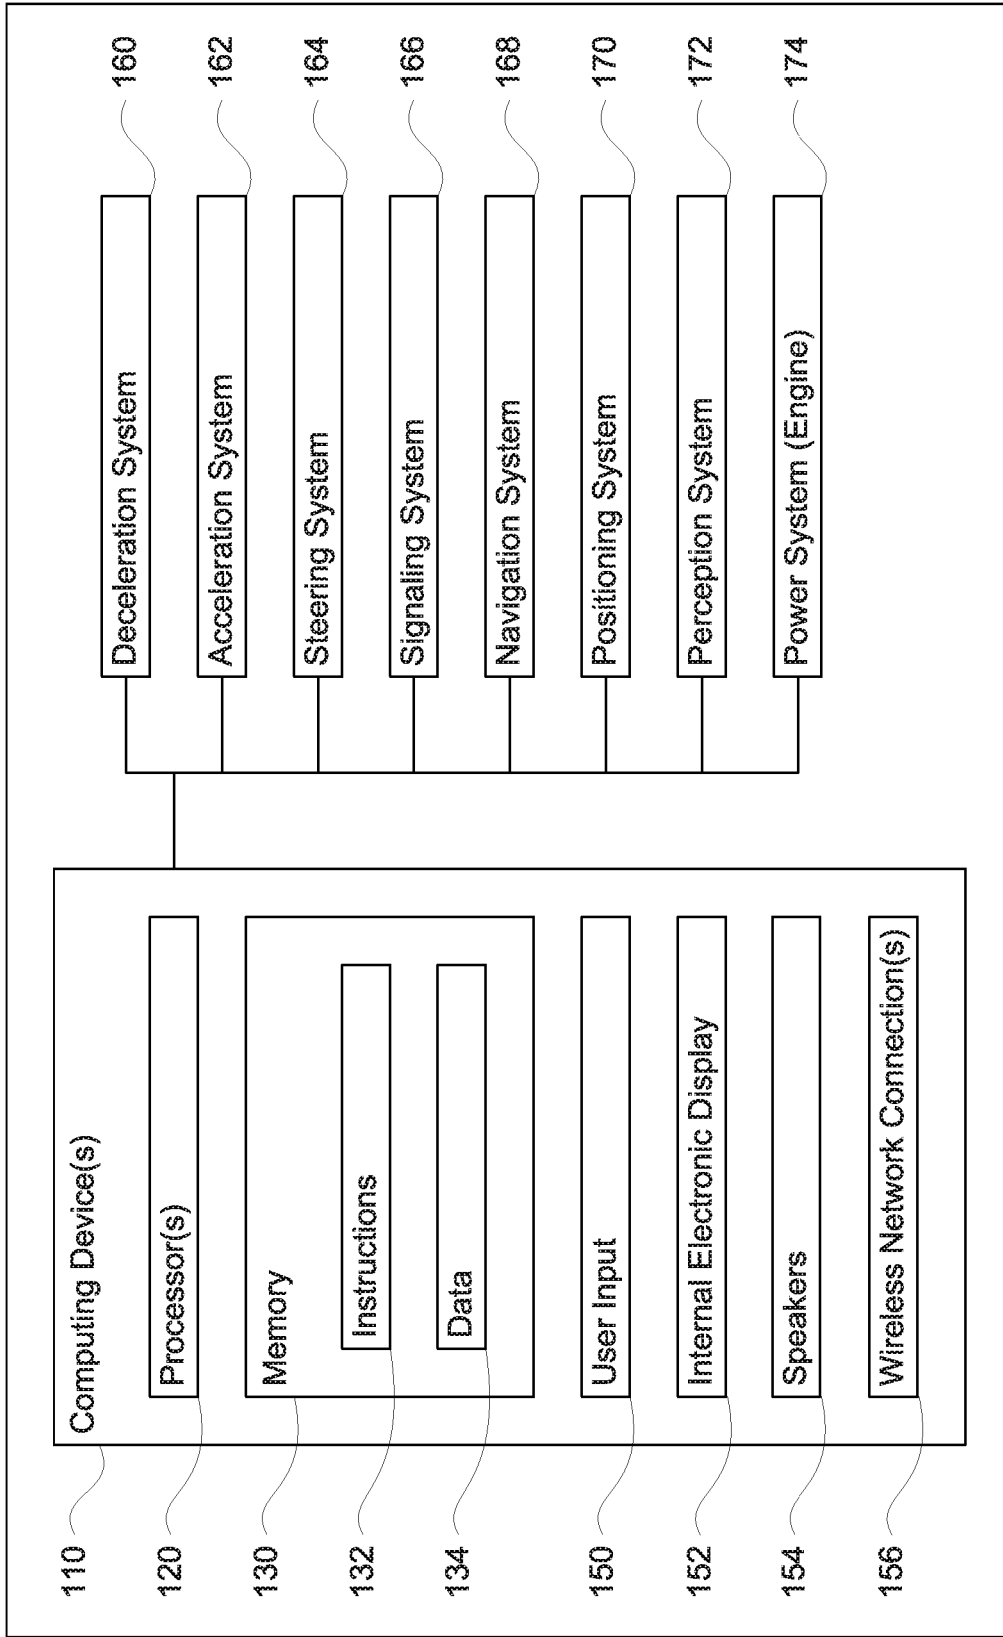 110
Computing Device(s)
120
Processor(s)
130
Memory
132
Instructions
134
Data
150
User Input
152
Internal Electronic Display
154
Speakers
156
Wireless Network Connection(s)
Deceleration System
160
Acceleration System
162
Steering System
164
Signaling System
166
Navigation System
168
Positioning System
170
Perception System
172
Power System (Engine)
174